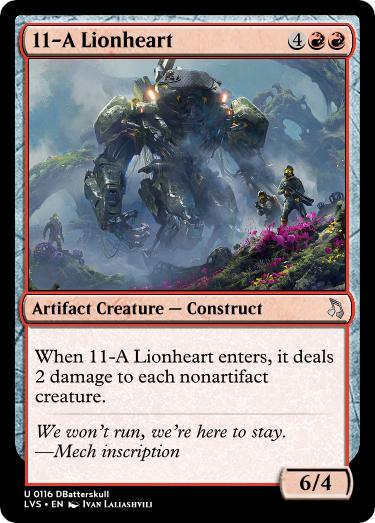 11-A Lionheart 4
Artifact Creature — Construct
When 11-A Lionheart enters, it deals
2 damage to each nonartifact
creature.
We won't run, we're here to stay.
—Mech inscription
6/4
U 0116 DBatterskull
LVS • EN Ivan Laliashvili